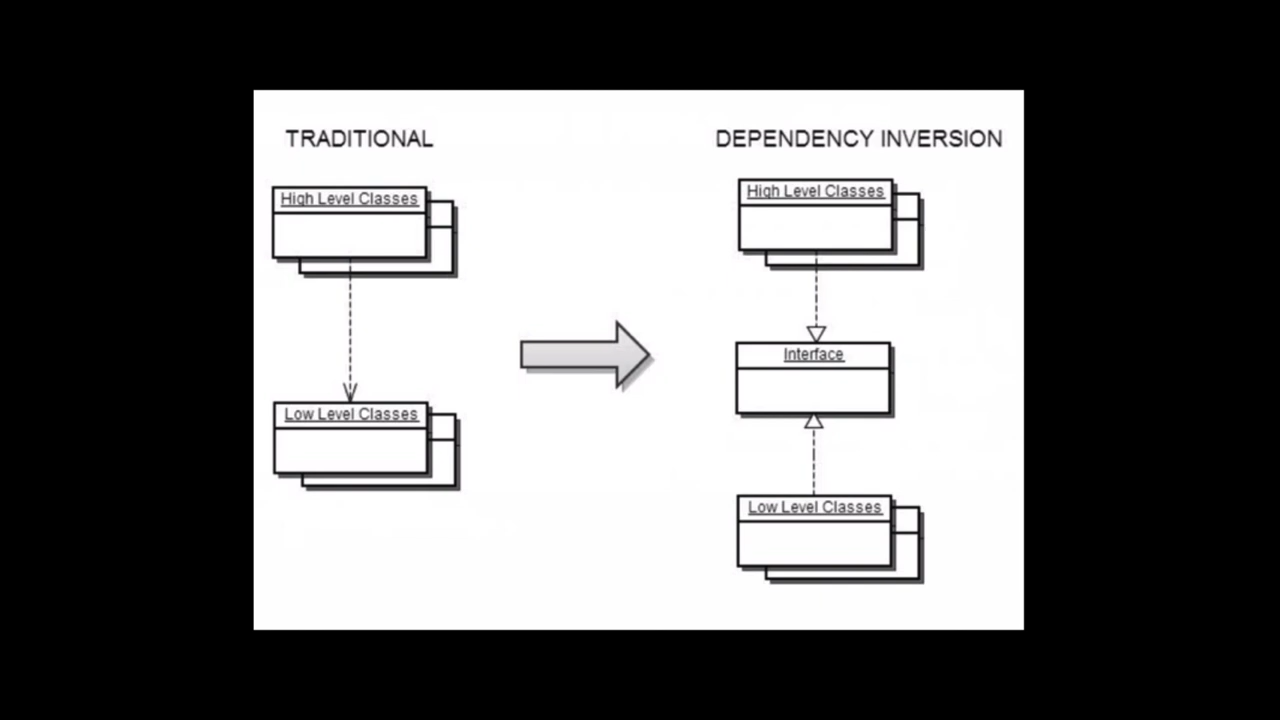 TRADITIONAL
High Level Classes
Low Level Classes
DEPENDENCY INVERSION
High Level Classes
Interface
Low Level Classes